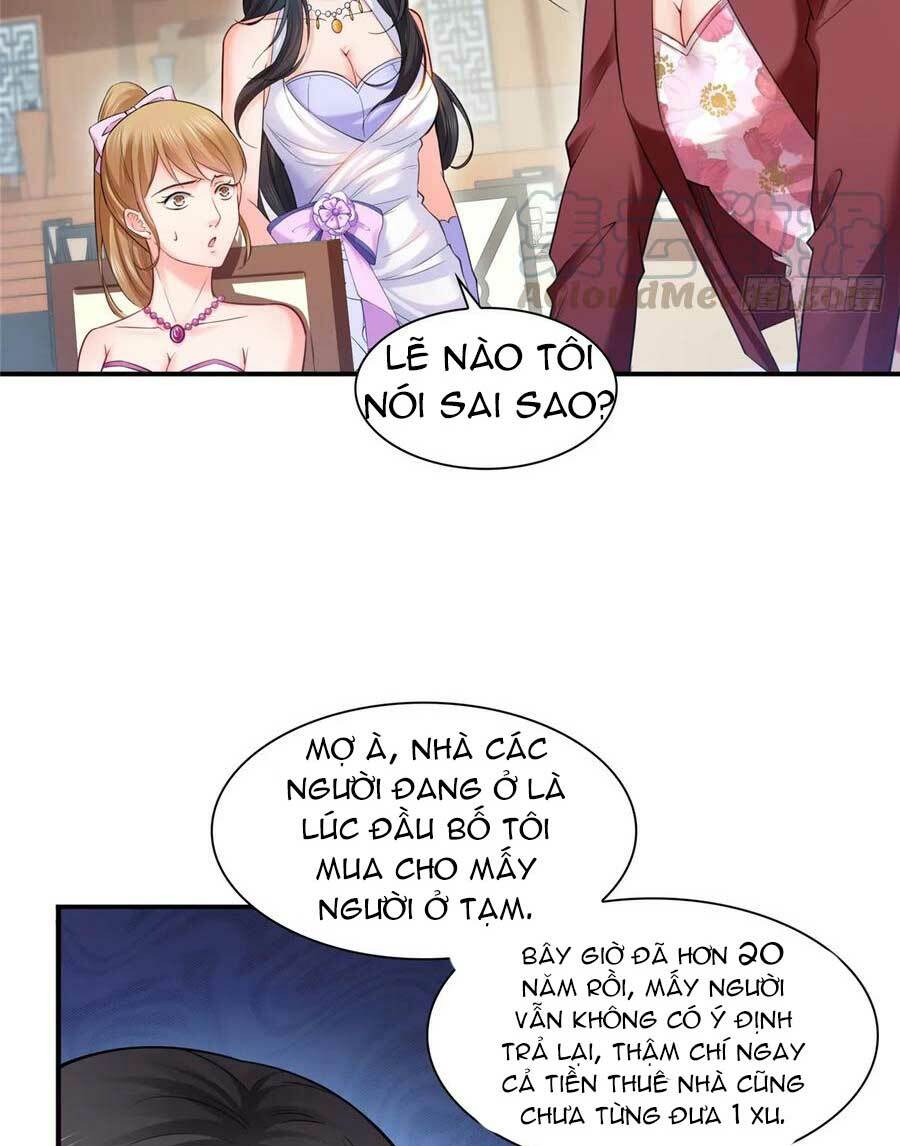 LẼ NÀO TÔI
NÓI SAI SAO?
MỢ À, NHÀ CÁC
NGƯỜI ĐANG Ở LÀ
LÚC ĐẦU BỐ TÔI
MUA CHO MẤY
NGƯỜI Ở TẠM.
BÂY GIỜ ĐÃ HƠN 20
NĂM RỒI, MẤY NGƯỜI
VẪN KHÔNG CÓ Ý ĐỊNH
TRẢ LẠI, THẬM CHÍ NGAY
CẢ TIỀN THUÊ NHÀ CŨNG
CHƯA TỪNG ĐƯA 1 XU.